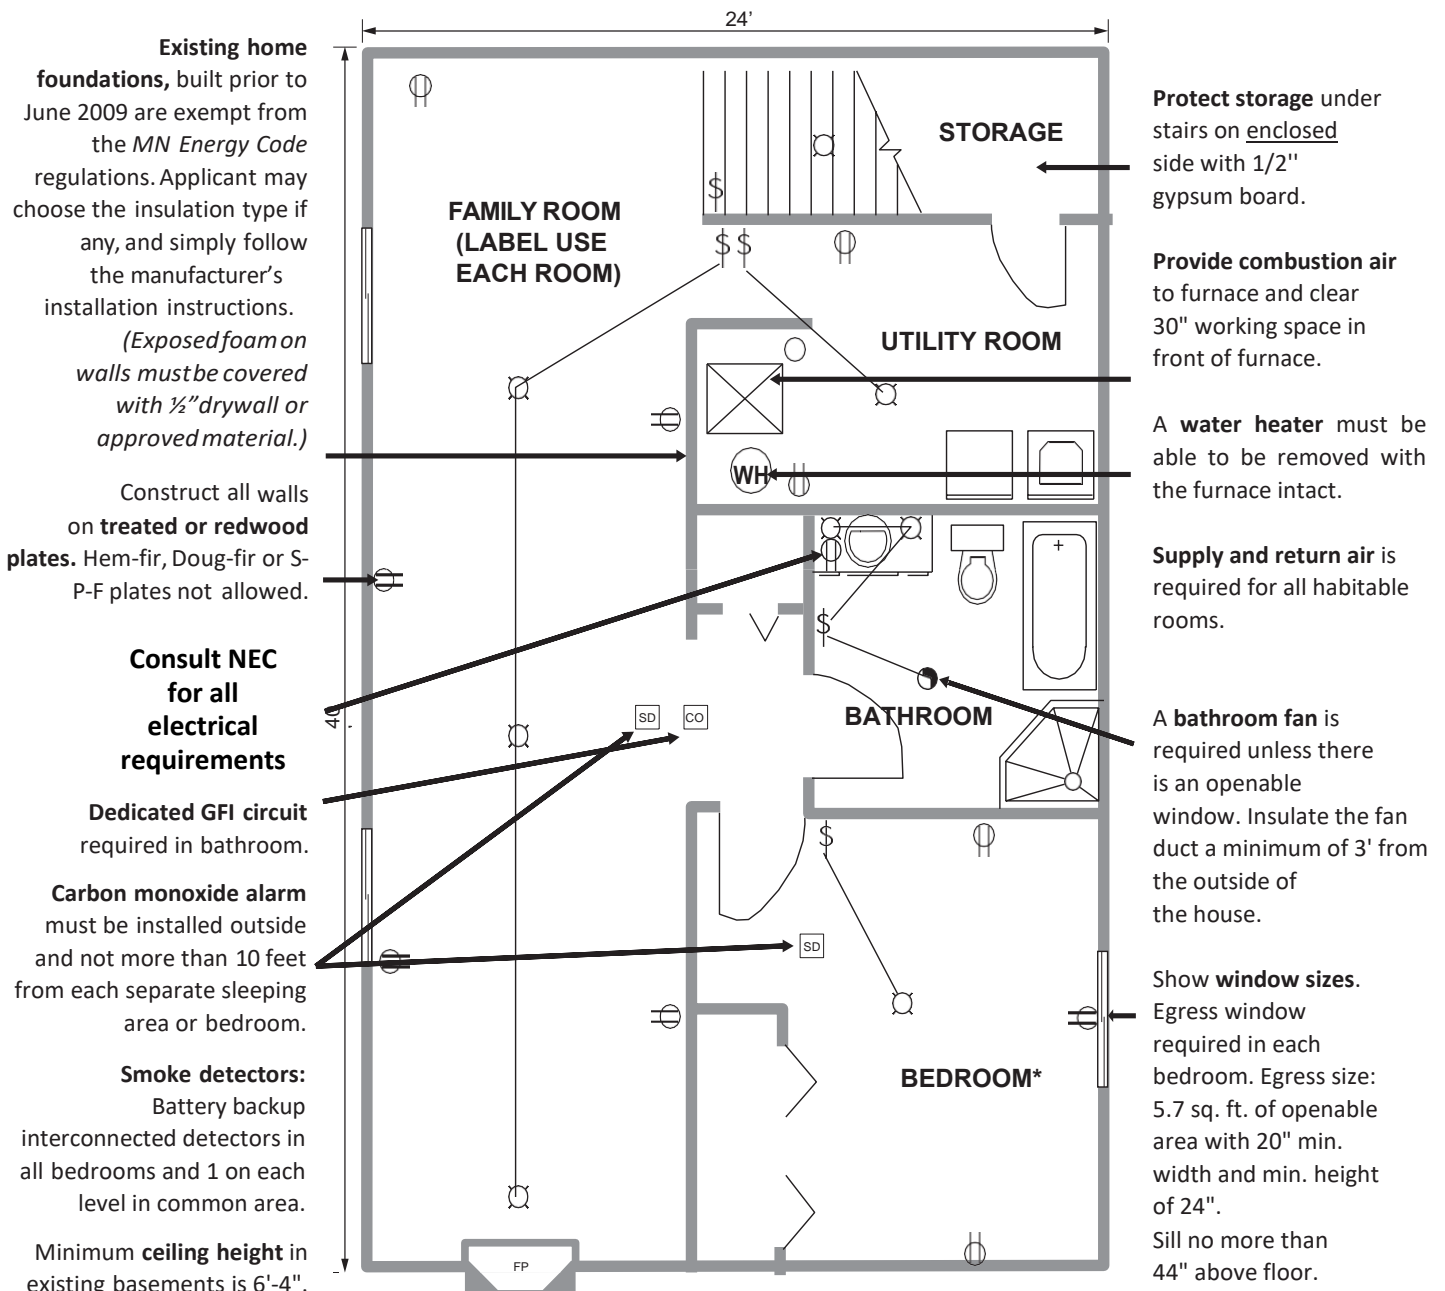 24'
Existing home
foundations, built prior to
June 2009 are exempt from
the MN Energy Code
regulations. Applicant may
choose the insulation type if
any, and simply follow
the manufacturer's
installation instructions.
(Exposed foam on
walls must be covered
with ½" drywall or
approved material.)
Construct all walls
on treated or redwood
plates. Hem-fir, Doug-fir or S-
P-F plates not allowed.
Consult NEC
for all
electrical
requirements
Dedicated GFI circuit
required in bathroom.
Carbon monoxide alarm
must be installed outside
and not more than 10 feet
from each separate sleeping
area or bedroom.
Smoke detectors:
Battery backup
interconnected detectors in
all bedrooms and 1 on each
level in common area.
Minimum ceiling height in
existing basements is 6'-4".
40'
FAMILY ROOM
(LABEL USE
EACH ROOM)
STORAGE
$
$ $
UTILITY ROOM
WH
$
BATHROOM
SD
CO
$
SD
BEDROOM*
FP
Protect storage under
stairs on enclosed
side with 1/2''
gypsum board.
Provide combustion air
to furnace and clear
30" working space in
front of furnace.
A water heater must be
able to be removed with
the furnace intact.
Supply and return air is
required for all habitable
rooms.
A bathroom fan is
required unless there
is an openable
window. Insulate the fan
duct a minimum of 3' from
the outside of
the house.
Show window sizes.
Egress window
required in each
bedroom. Egress size:
5.7 sq. ft. of openable
area with 20" min.
width and min. height
of 24".
Sill no more than
44" above floor.